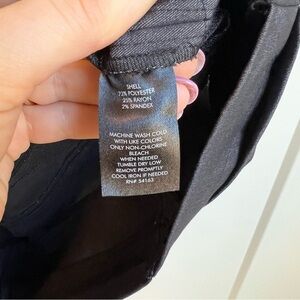 SHELL
73% POLYESTER
25% RAYON
2% SPANDEX
MACHINE WASH COLD
WITH LIKE COLORS
ONLY NON-CHLORINE
BLEACH
WHEN NEEDED
TUMBLE DRY LOW
REMOVE PROMPTLY
COOL IRON IF NEEDED
RN# 54163